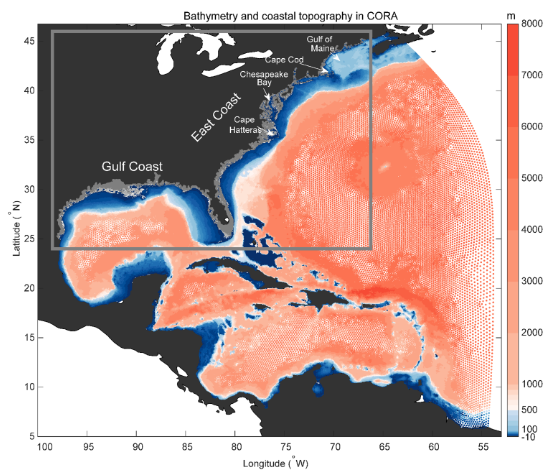 Bathymetry and coastal topography in CORA
m
Gulf of
Maine
Cape Cod
Chesapeake
Bay
East Coast
Cape
Hatteras
Gulf Coast
Latitude (°N)
45
40
35
30
25
20
15
10
5
100
95
90
85
80
75
70
65
60
55
Longitude (°W)
8000
7000
6000
5000
4000
3000
2000
1000
500
100
-10